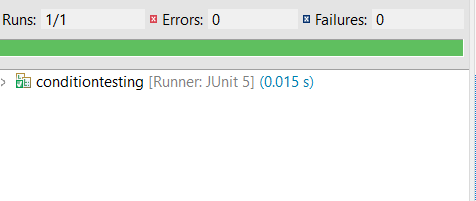 Runs: 1/1 Errors: 0 Failures: 0
conditiontesting [Runner: JUnit 5] (0.015 s)